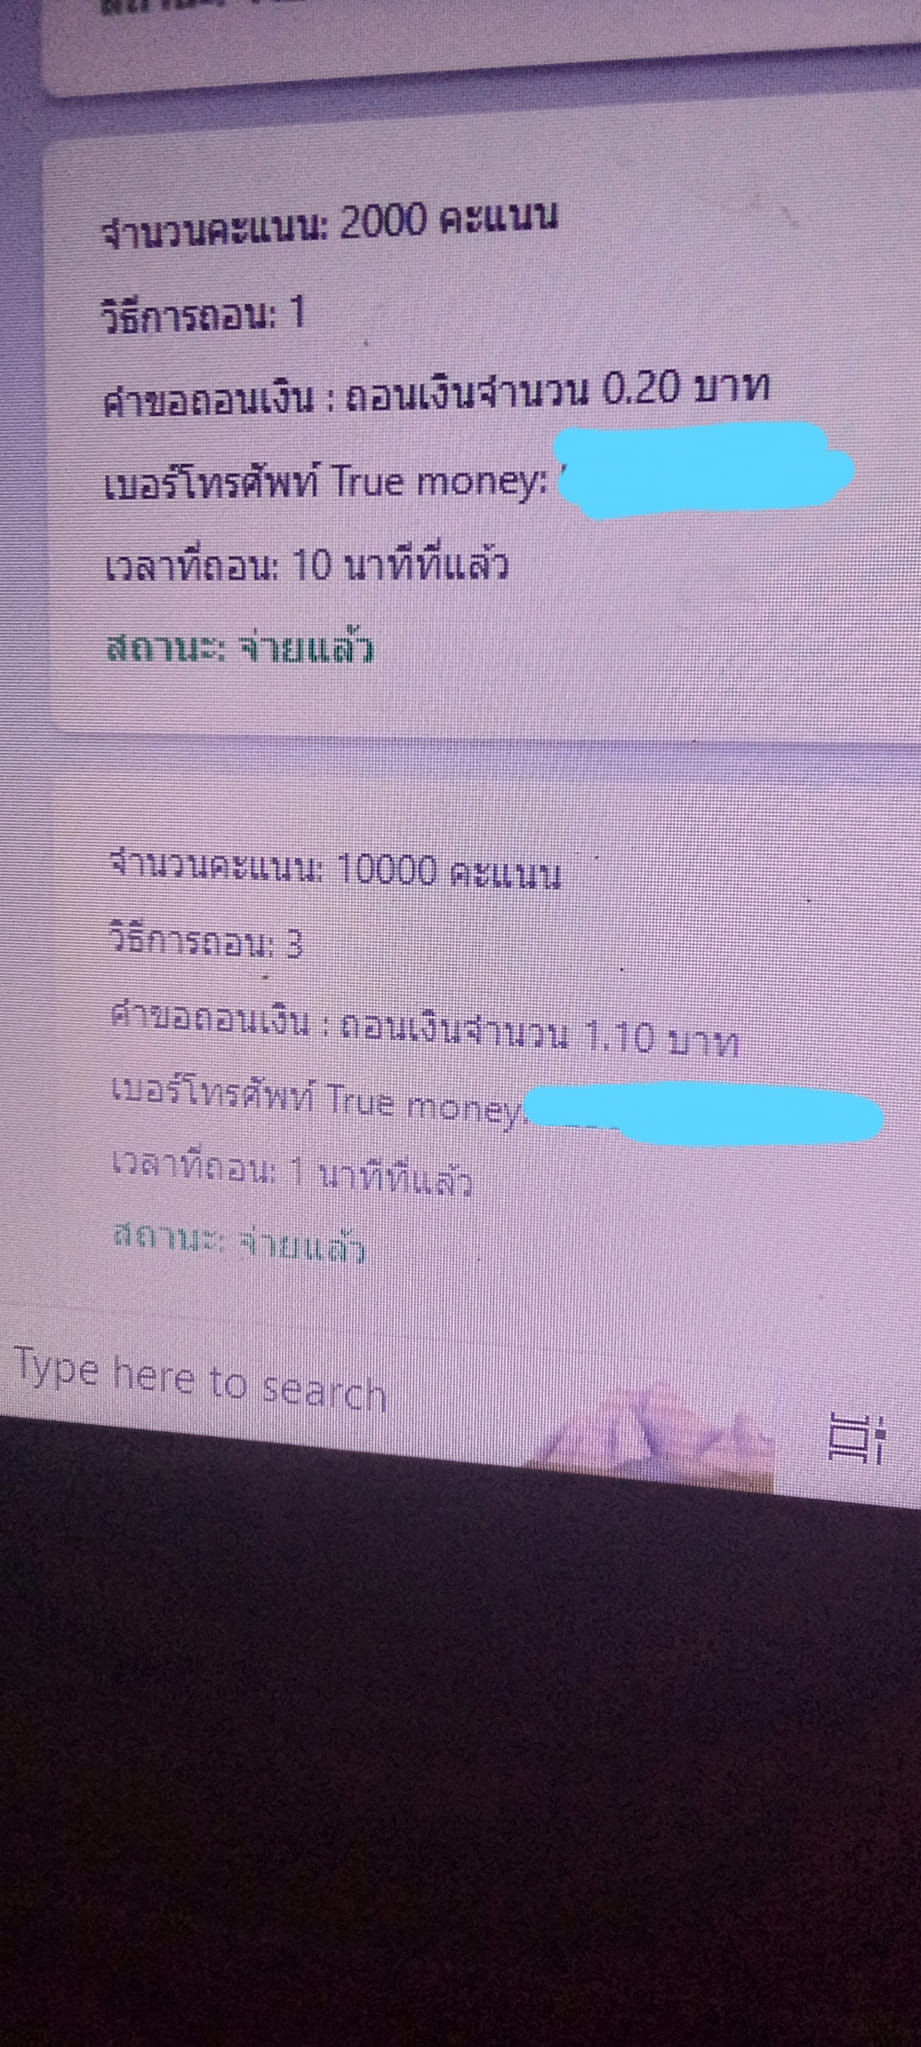 จำนวนคะแนน: 2000 คะแนน
วิธีการถอน: 1
คำขอถอนเงิน : ถอนเงินจำนวน 0.20 บาท
เบอร์โทรศัพท์ True money:
เวลาที่ถอน: 10 นาทีที่แล้ว
สถานะ: จ่ายแล้ว
จำนวนคะแนน: 10000 คะแนน
วิธีการถอน: 3
คำขอถอนเงิน : ถอนเงินจำนวน 1.10 บาท
เบอร์โทรศัพท์ True money:
เวลาที่ถอน: 1 นาทีที่แล้ว
สถานะ: จ่ายแล้ว
Type here to search